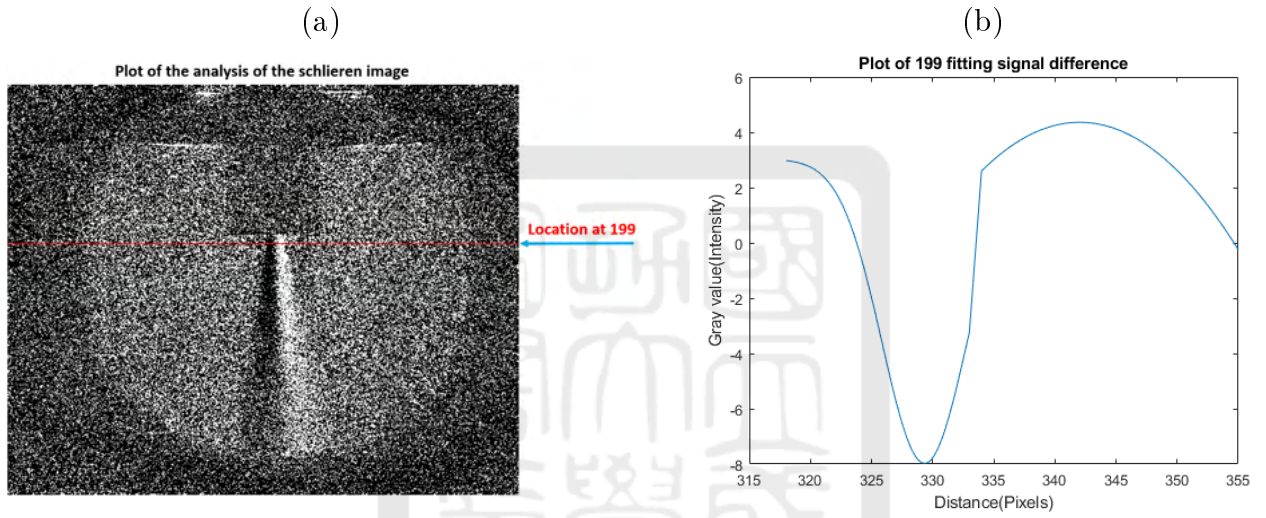 (a)
(b)
Plot of the analysis of the schlieren image
Location at 199
Plot of 199 fitting signal difference
Gray value(Intensity)
6
4
2
0
-2
-4
-6
-8
315
320
325
330
335
340
345
350
355
Distance(Pixels)